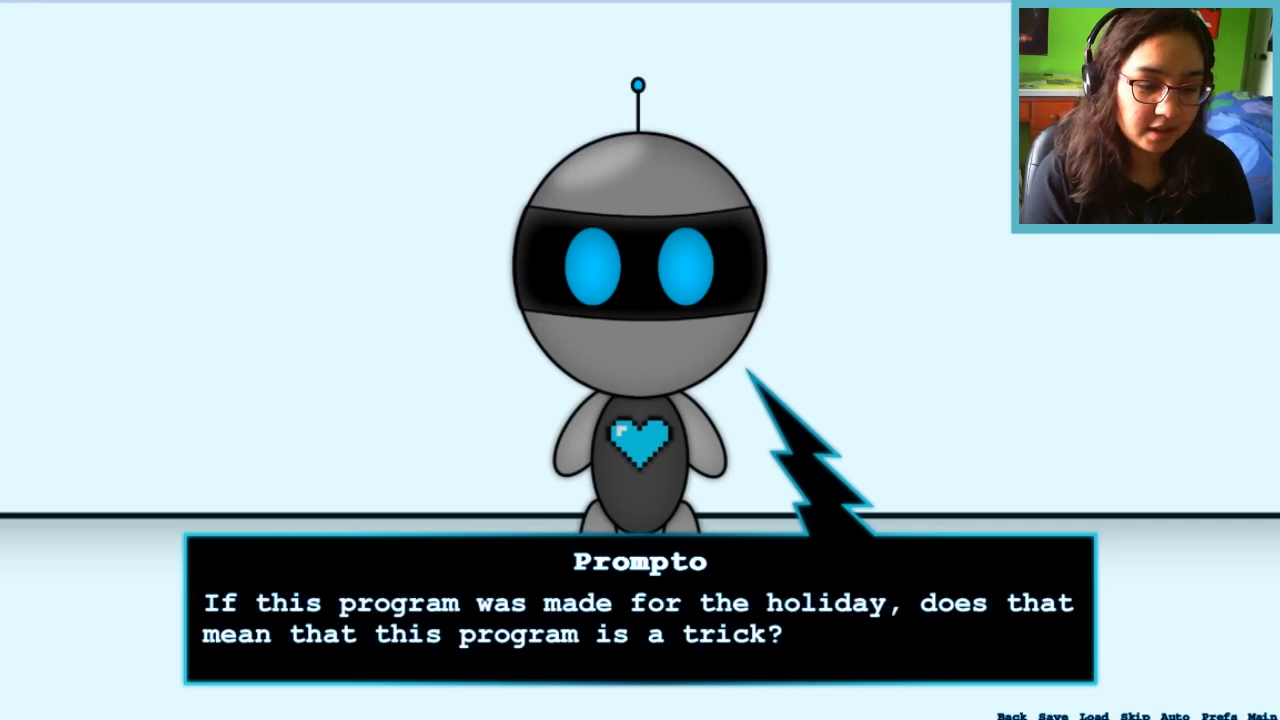 Prompto
If this program was made for the holiday, does that
mean that this program is a trick?
Back Save Load Skip Auto Prefs Main